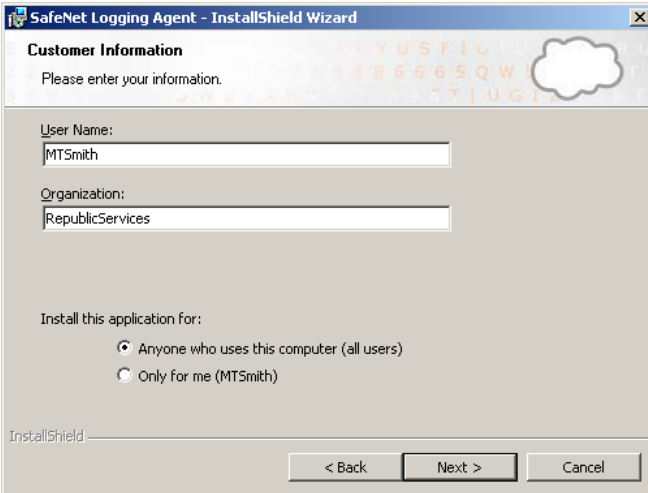 SafeNet Logging Agent - InstallShield Wizard
Customer Information
Please enter your information.
User Name:
MTSmith
Organization:
RepublicServices
Install this application for:
Anyone who uses this computer (all users)
Only for me (MTSmith)
InstallShield
< Back Next > Cancel